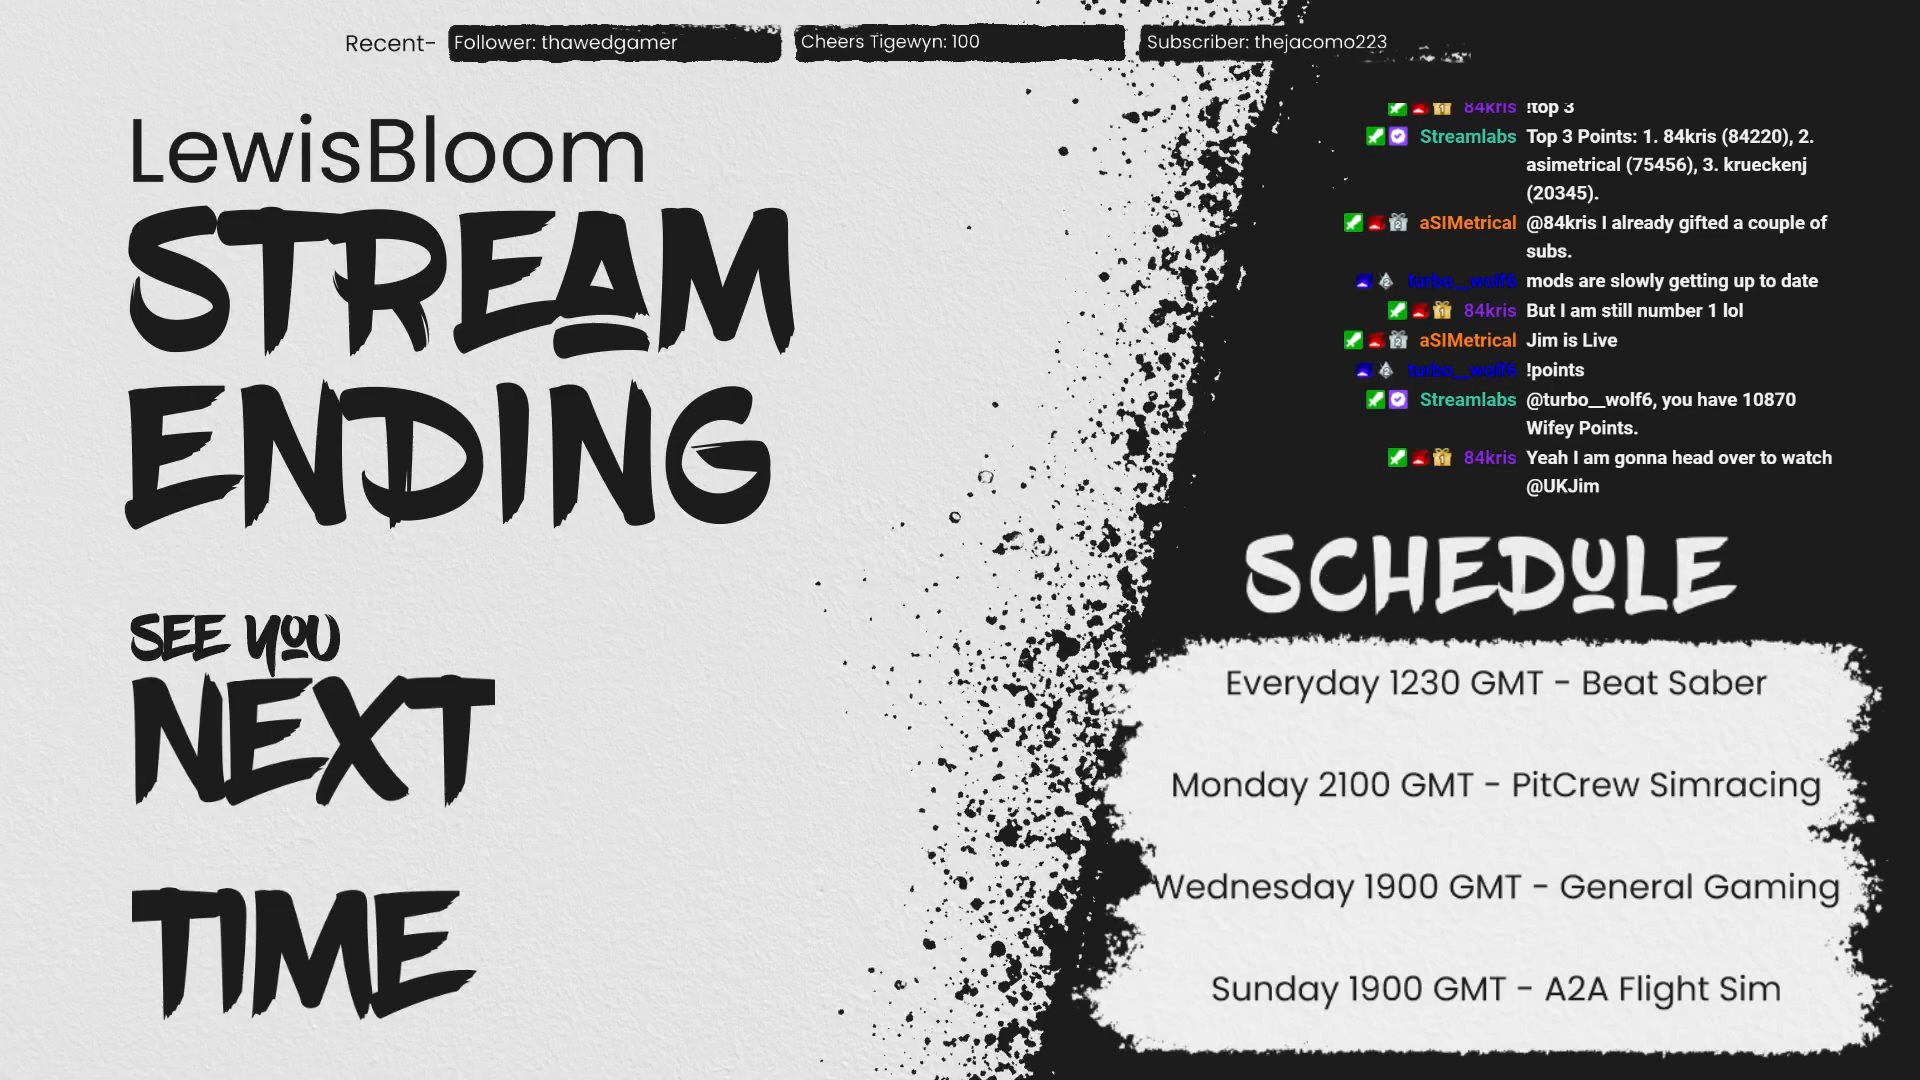 Recent- Follower: thawedgamer Cheers Tigewyn: 100 Subscriber: thejacomo223
LewisBloom
STREAM
ENDING
SEE YOU
NEXT
TIME
84kris !top 3
Streamlabs Top 3 Points: 1. 84kris (84220), 2.
asimetrical (75456), 3. krueckenj
(20345).
aSIMetrical @84kris I already gifted a couple of
subs.
turbo__wolf6 mods are slowly getting up to date
84kris But I am still number 1 lol
aSIMetrical Jim is Live
turbo__wolf6 !points
Streamlabs @turbo__wolf6, you have 10870
Wifey Points.
84kris Yeah I am gonna head over to watch
@UKJim
SCHEDULE
Everyday 1230 GMT - Beat Saber
Monday 2100 GMT - PitCrew Simracing
Wednesday 1900 GMT - General Gaming
Sunday 1900 GMT - A2A Flight Sim